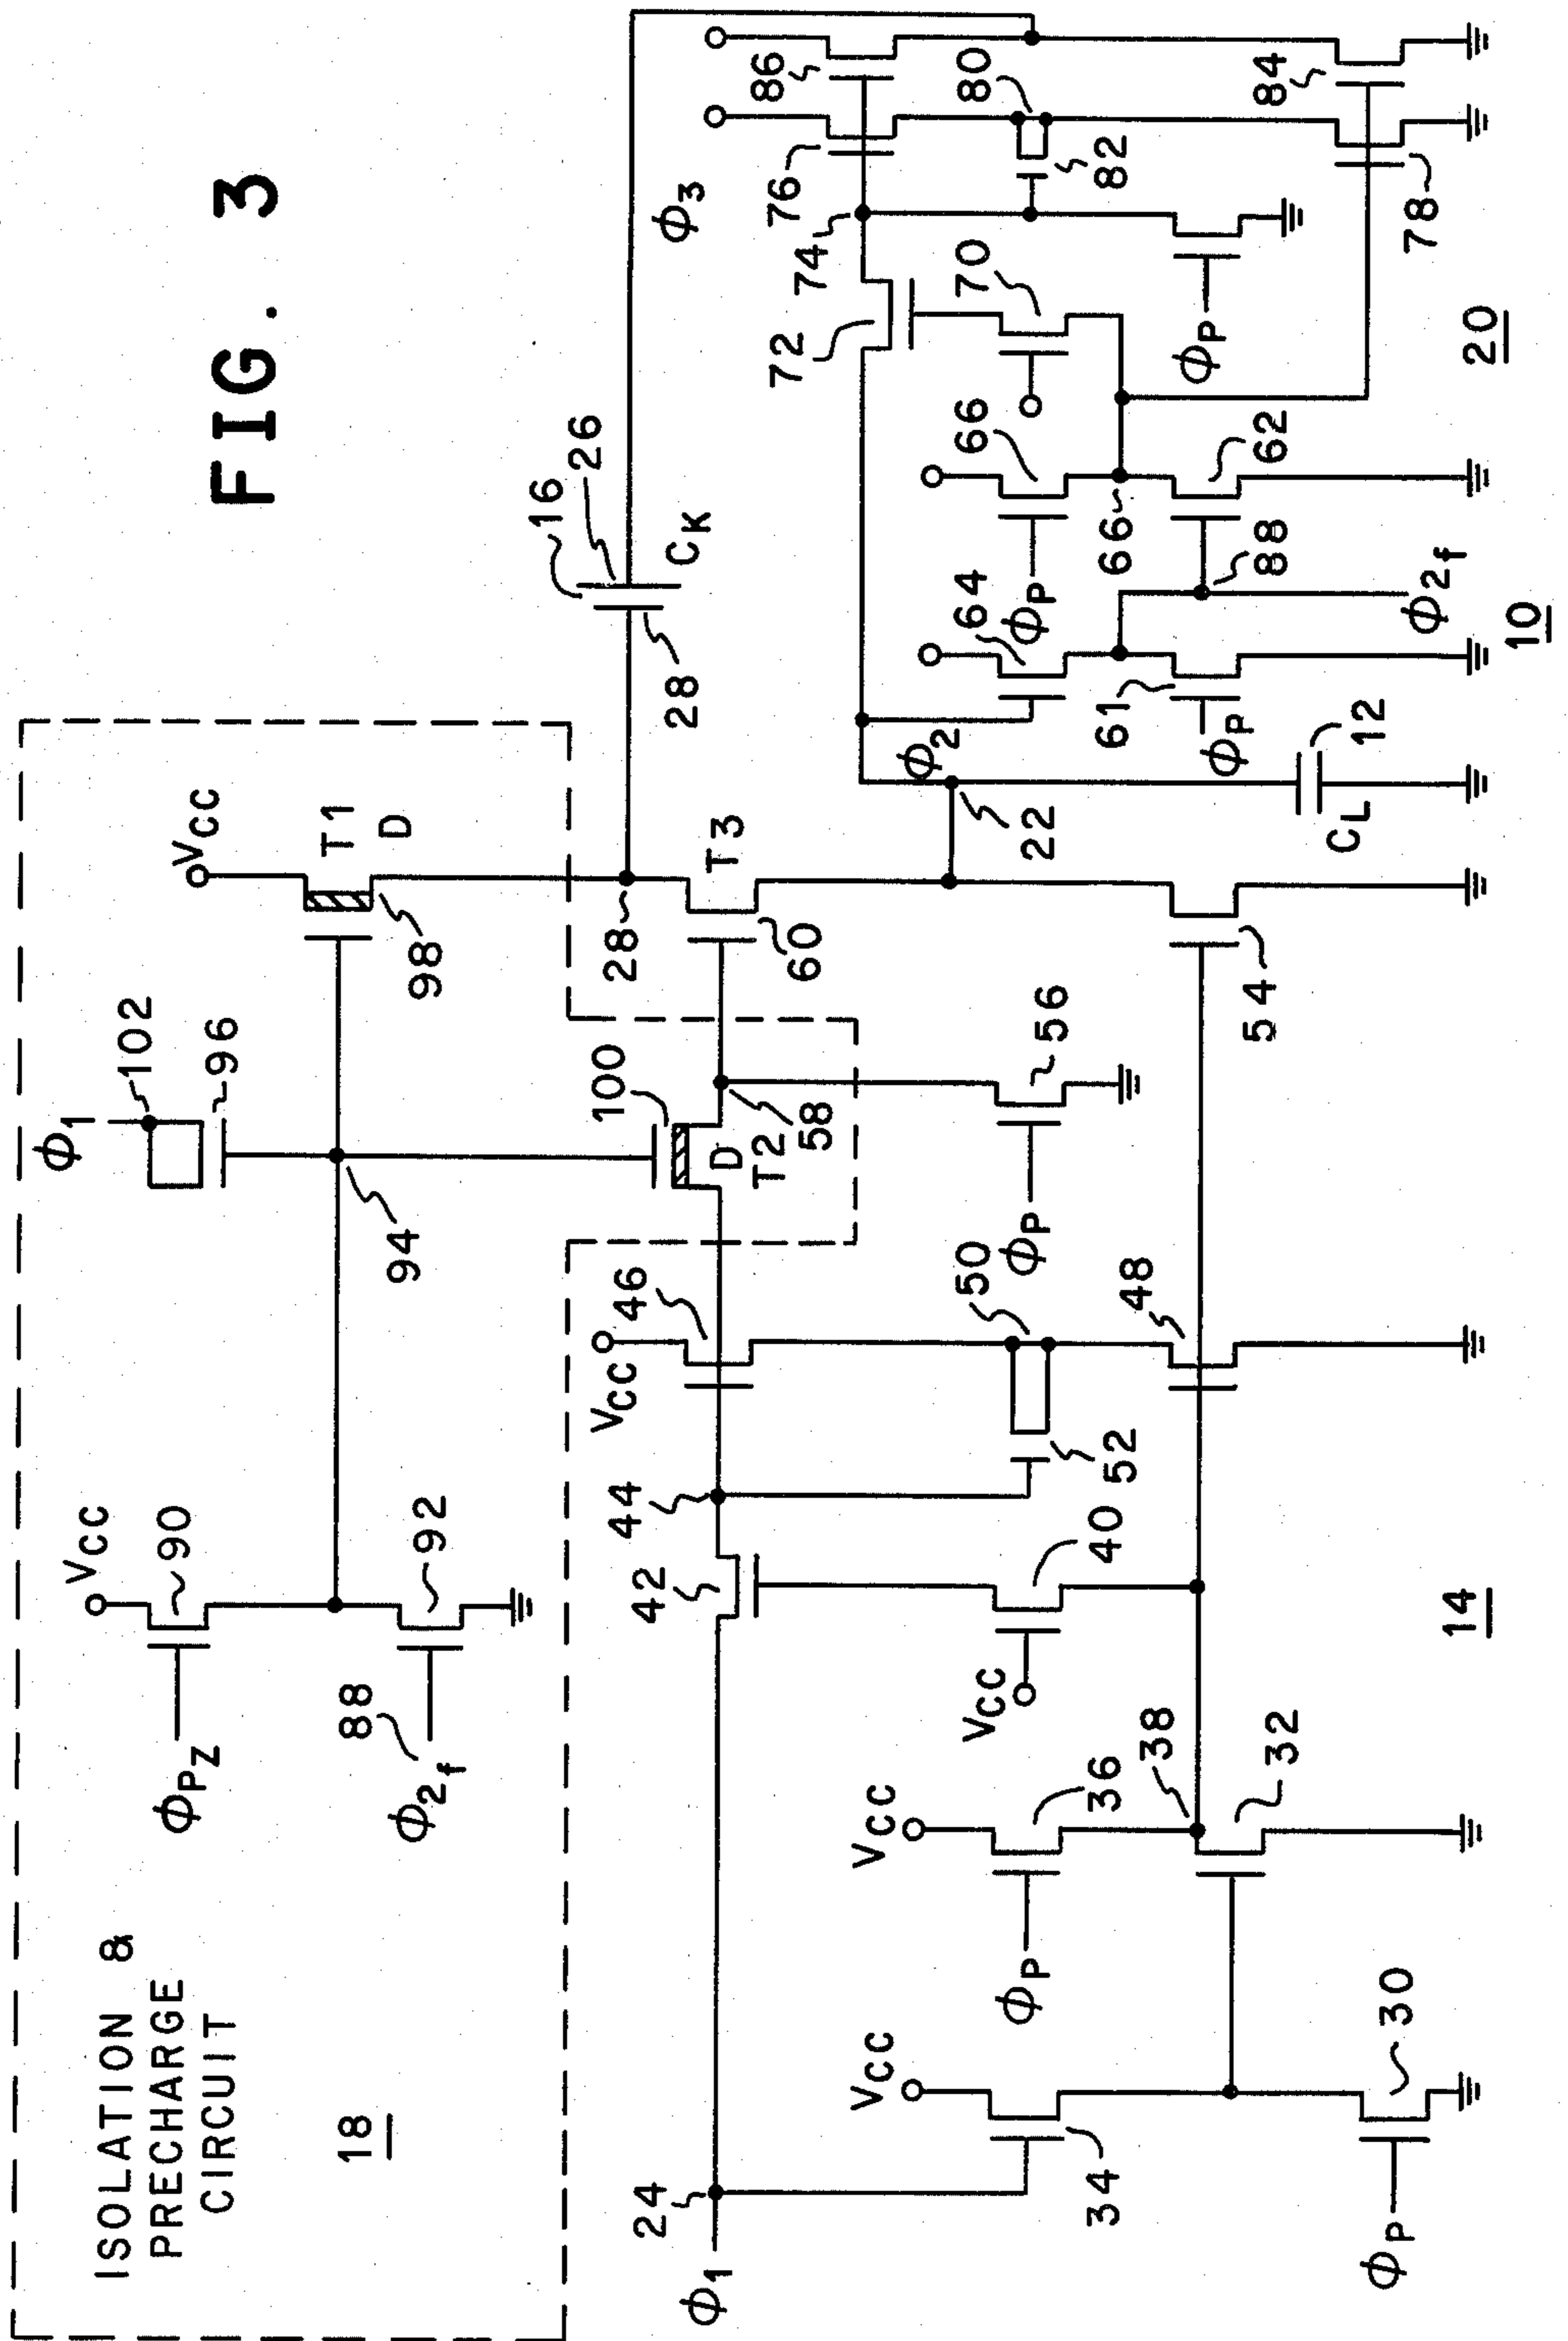 FIG. 3
ISOLATION &
PRECHARGE
CIRCUIT
18
ΦPZ
VCC
90
88
Φ2f
92
94
Φ1
102
96
VCC
T1
D
98
100
D
T2
58
28
T3
60
16
26
28
CK
Φ1
24
34
VCC
ΦP
30
ΦP
VCC
36
38
32
42
44
VCC
40
VCC
46
50
52
48
14
ΦP
56
54
22
Φ2
CL
12
64
61
ΦP
ΦP
66
66
62
88
Φ2f
10
72
70
74
Φ3
76
86
80
82
84
78
ΦP
20